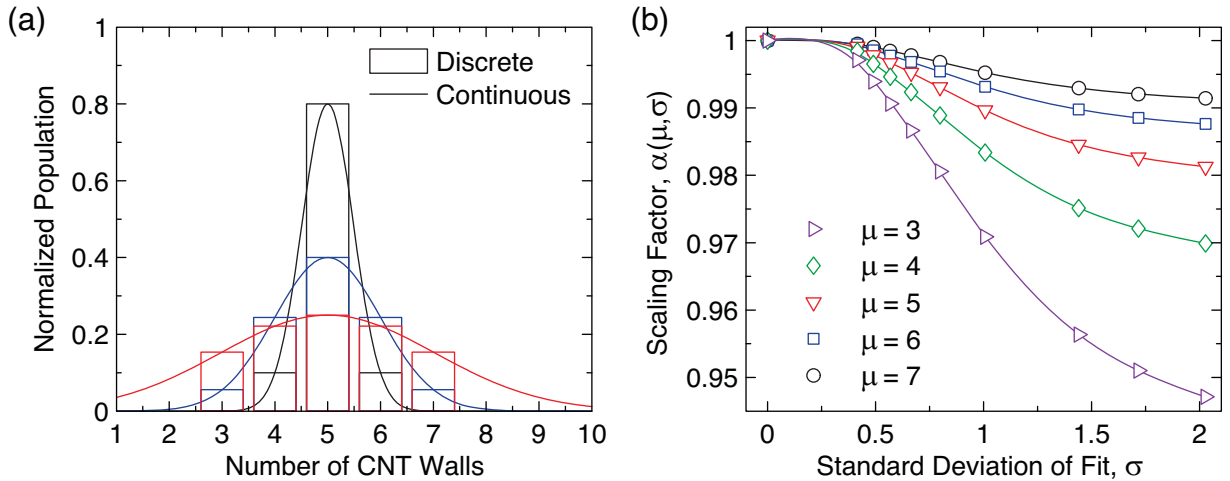 (a)
Normalized Population
1
0.8
0.6
0.4
0.2
0
Discrete
Continuous
1 2 3 4 5 6 7 8 9 10
Number of CNT Walls
(b)
Scaling Factor, α(μ,σ)
1
0.99
0.98
0.97
0.96
0.95
μ = 3
μ = 4
μ = 5
μ = 6
μ = 7
0 0.5 1 1.5 2
Standard Deviation of Fit, σ